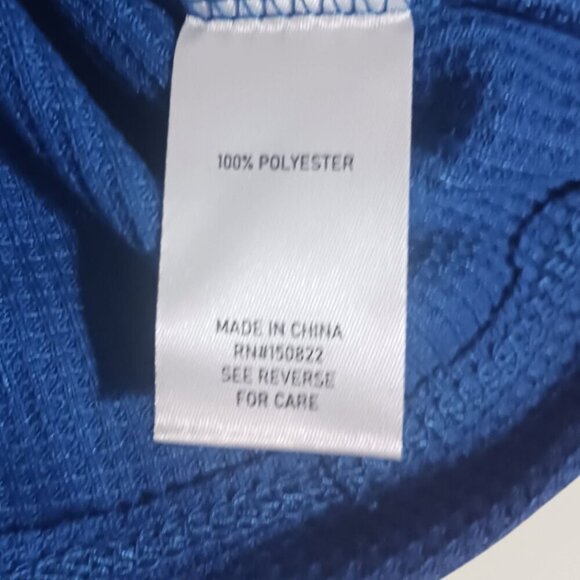 100% POLYESTER
MADE IN CHINA
RN#150822
SEE REVERSE
FOR CARE